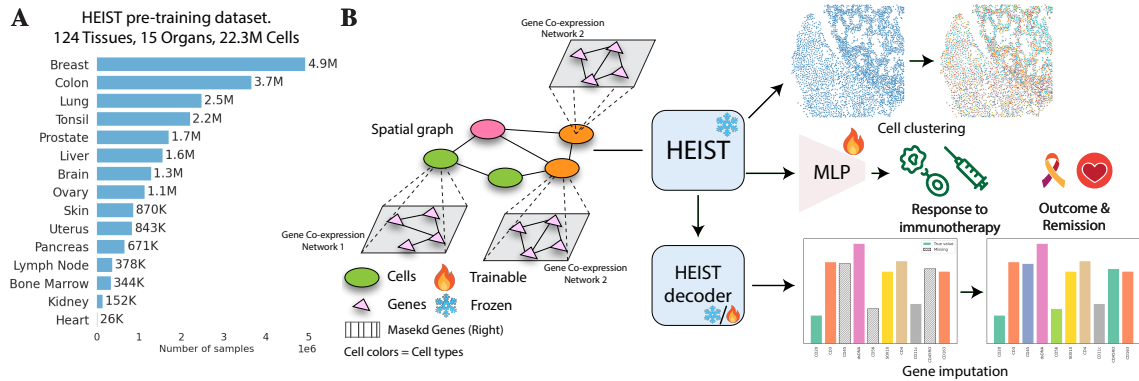 A
HEIST pre-training dataset.
124 Tissues, 15 Organs, 22.3M Cells
Breast 4.9M
Colon 3.7M
Lung 2.5M
Tonsil 2.2M
Prostate 1.7M
Liver 1.6M
Brain 1.3M
Ovary 1.1M
Skin 870K
Uterus 843K
Pancreas 671K
Lymph Node 378K
Bone Marrow 344K
Kidney 152K
Heart 26K
0 1 2 3 4 5
Number of samples 1e6
B
Gene Co-expression
Network 2
Spatial graph
Gene Co-expression
Network 1
Gene Co-expression
Network 2
Cells
Trainable
Genes
Frozen
Masekd Genes (Right)
Cell colors = Cell types
HEIST
HEIST
decoder
/
Cell clustering
MLP
Response to
immunotherapy
Outcome &
Remission
True value
Missing
Gene imputation